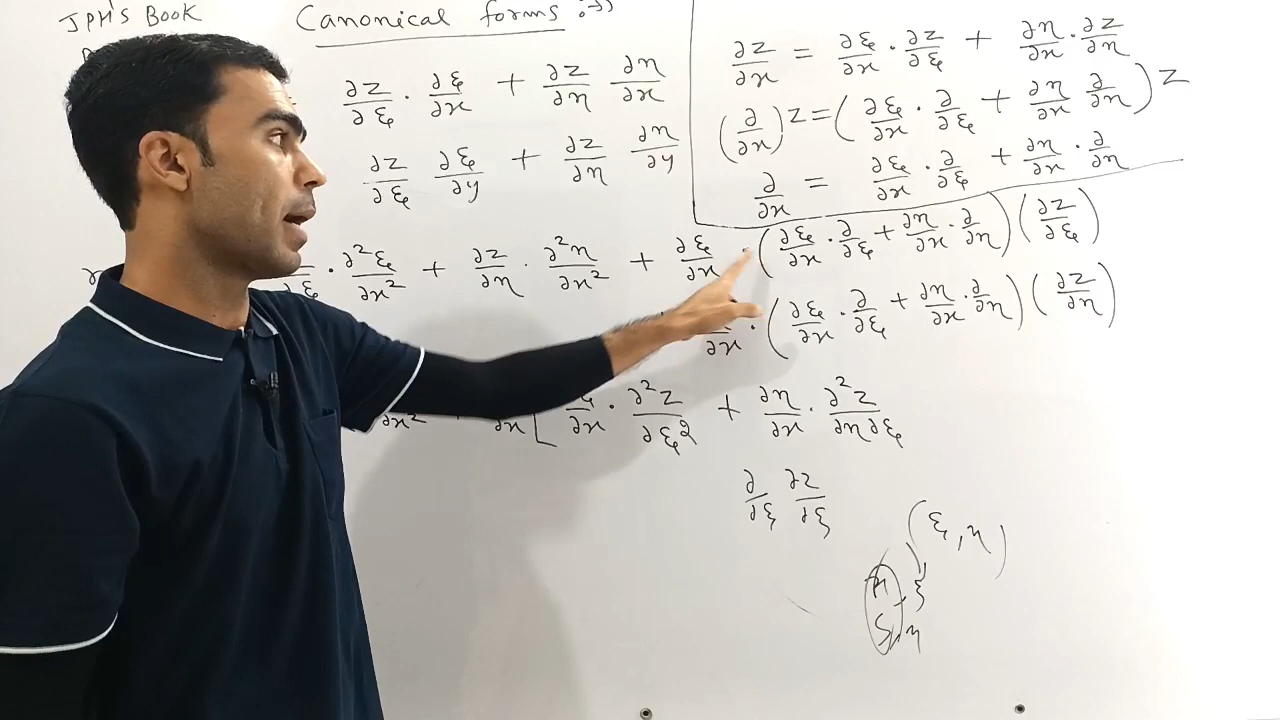 JPH's Book
Canonical forms :→
∂z/∂ξ · ∂ξ/∂x + ∂z/∂η ∂η/∂x
∂z/∂ξ ∂ξ/∂y + ∂z/∂η ∂η/∂y
∂z/∂x = ∂ξ/∂x · ∂z/∂ξ + ∂η/∂x · ∂z/∂η
(∂/∂x) z = (∂ξ/∂x · ∂/∂ξ + ∂η/∂x ∂/∂η) z
∂/∂x = ∂ξ/∂x · ∂/∂ξ + ∂η/∂x · ∂/∂η
· ∂²ξ/∂x² + ∂z/∂η · ∂²η/∂x² + ∂ξ/∂x · (∂ξ/∂x · ∂/∂ξ + ∂η/∂x · ∂/∂η) (∂z/∂ξ)
∂x · (∂ξ/∂x · ∂/∂ξ + ∂η/∂x · ∂/∂η) (∂z/∂η)
∂x² ∂x [ ∂x · ∂²z/∂ξ² + ∂η/∂x · ∂²z/∂η∂ξ
∂/∂ξ ∂z/∂ξ
(ξ, η)
ξ
η